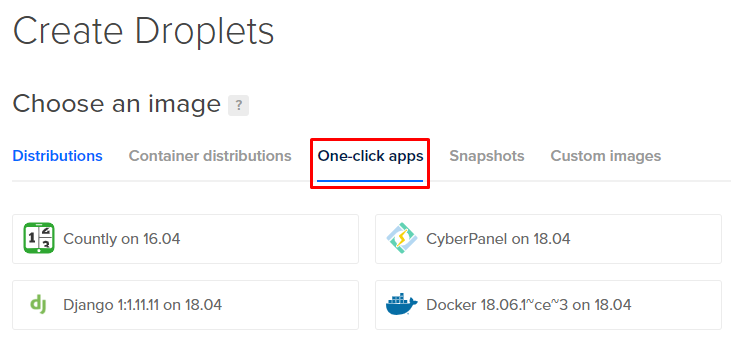 Create Droplets
Choose an image ?
Distributions Container distributions One-click apps Snapshots Custom images
Countly on 16.04 CyberPanel on 18.04
Django 1:1.11.11 on 18.04 Docker 18.06.1~ce~3 on 18.04